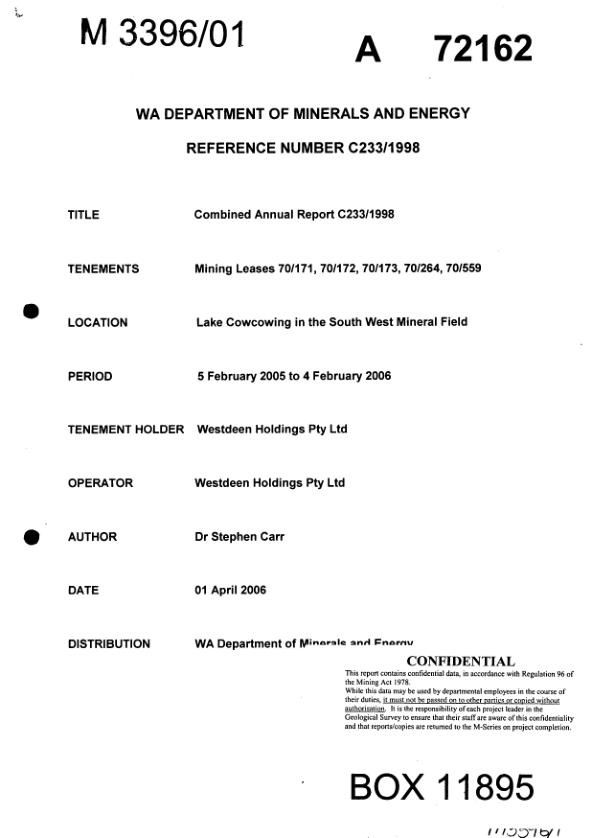 M 3396/01
A 72162
WA DEPARTMENT OF MINERALS AND ENERGY
REFERENCE NUMBER C233/1998
TITLE Combined Annual Report C233/1998
TENEMENTS Mining Leases 70/171, 70/172, 70/173, 70/264, 70/559
LOCATION Lake Cowcowing in the South West Mineral Field
PERIOD 5 February 2005 to 4 February 2006
TENEMENT HOLDER Westdeen Holdings Pty Ltd
OPERATOR Westdeen Holdings Pty Ltd
AUTHOR Dr Stephen Carr
DATE 01 April 2006
DISTRIBUTION WA Department of Minerals and Energy
CONFIDENTIAL
This report contains confidential data, in accordance with Regulation 96 of
the Mining Act 1978.
While this data may be used by departmental employees in the course of
their duties, it must not be passed on to other parties or copied without
authorisation. It is the responsibility of each project leader in the
Geological Survey to ensure that their staff are aware of this confidentiality
and that reports/copies are returned to the M-Series on project completion.
BOX 11895